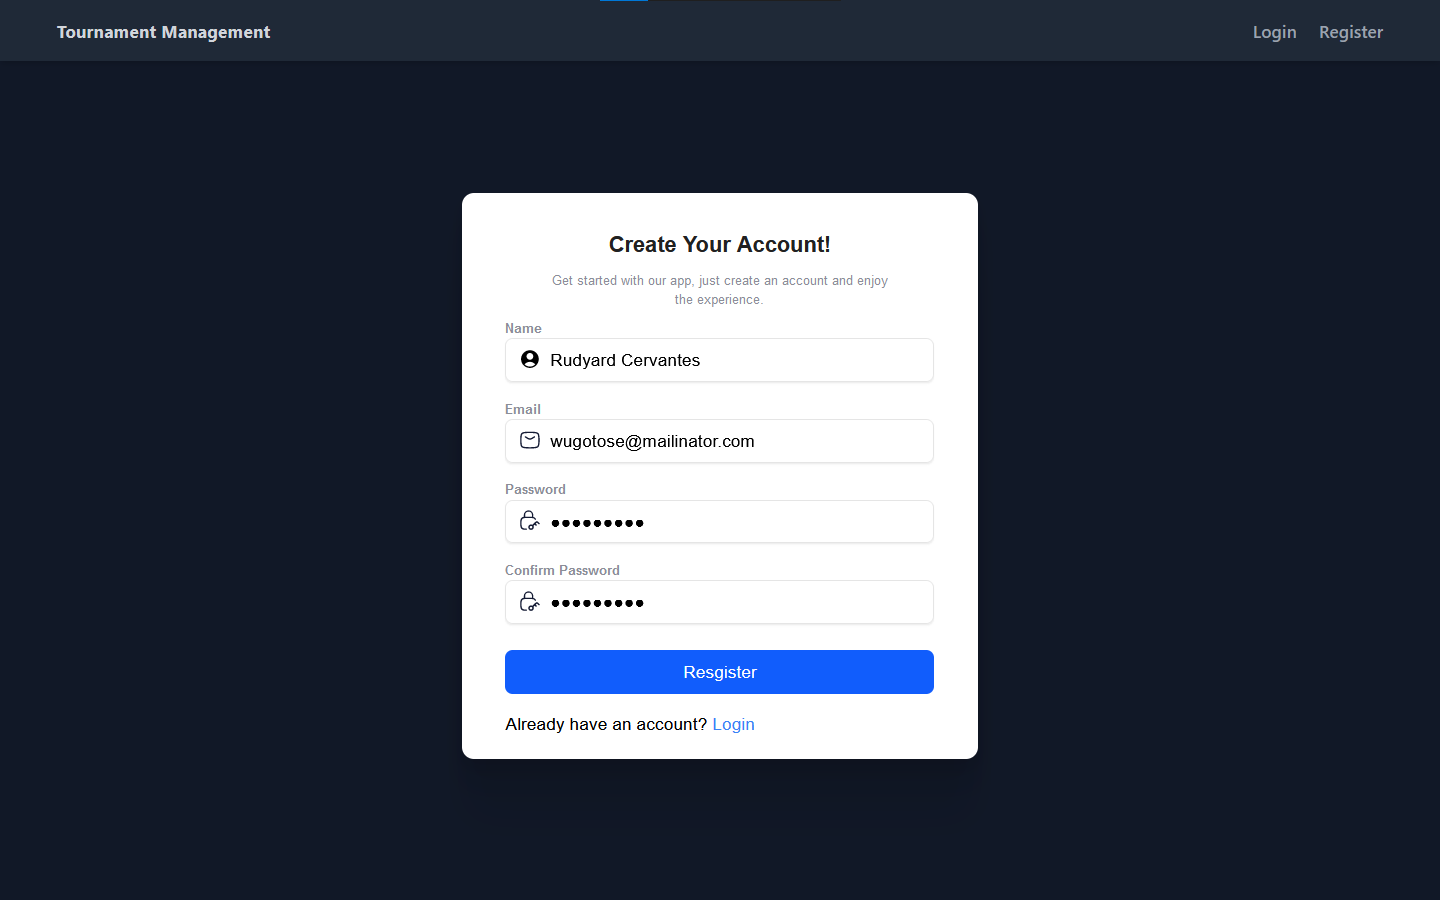 Tournament Management
Login
Register
Create Your Account!
Get started with our app, just create an account and enjoy
the experience.
Name
Rudyard Cervantes
Email
wugotose@mailinator.com
Password
•••••••••
Confirm Password
•••••••••
Resgister
Already have an account? Login